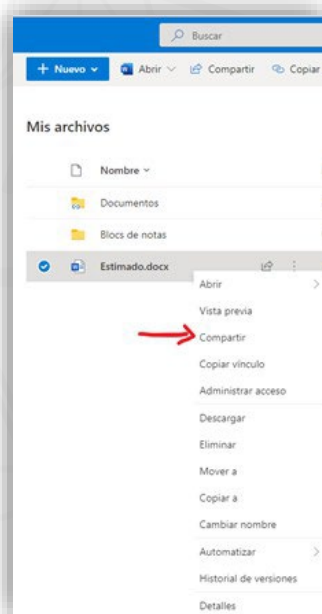 Buscar
+ Nuevo Abrir Compartir Copiar
Mis archivos
Nombre
Documentos
Blocs de notas
Estimado.docx
Abrir
Vista previa
Compartir
Copiar vínculo
Administrar acceso
Descargar
Eliminar
Mover a
Copiar a
Cambiar nombre
Automatizar
Historial de versiones
Detalles